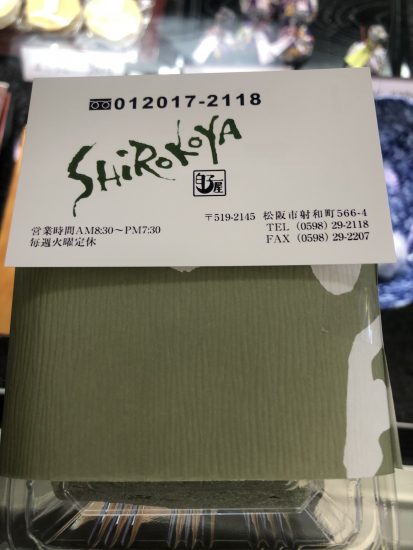 012017-2118
SHiROKOYA
〒519-2145 松阪市射和町566-4
TEL (0598) 29-2118
FAX (0598) 29-2207
営業時間AM8:30〜PM7:30
毎週火曜定休